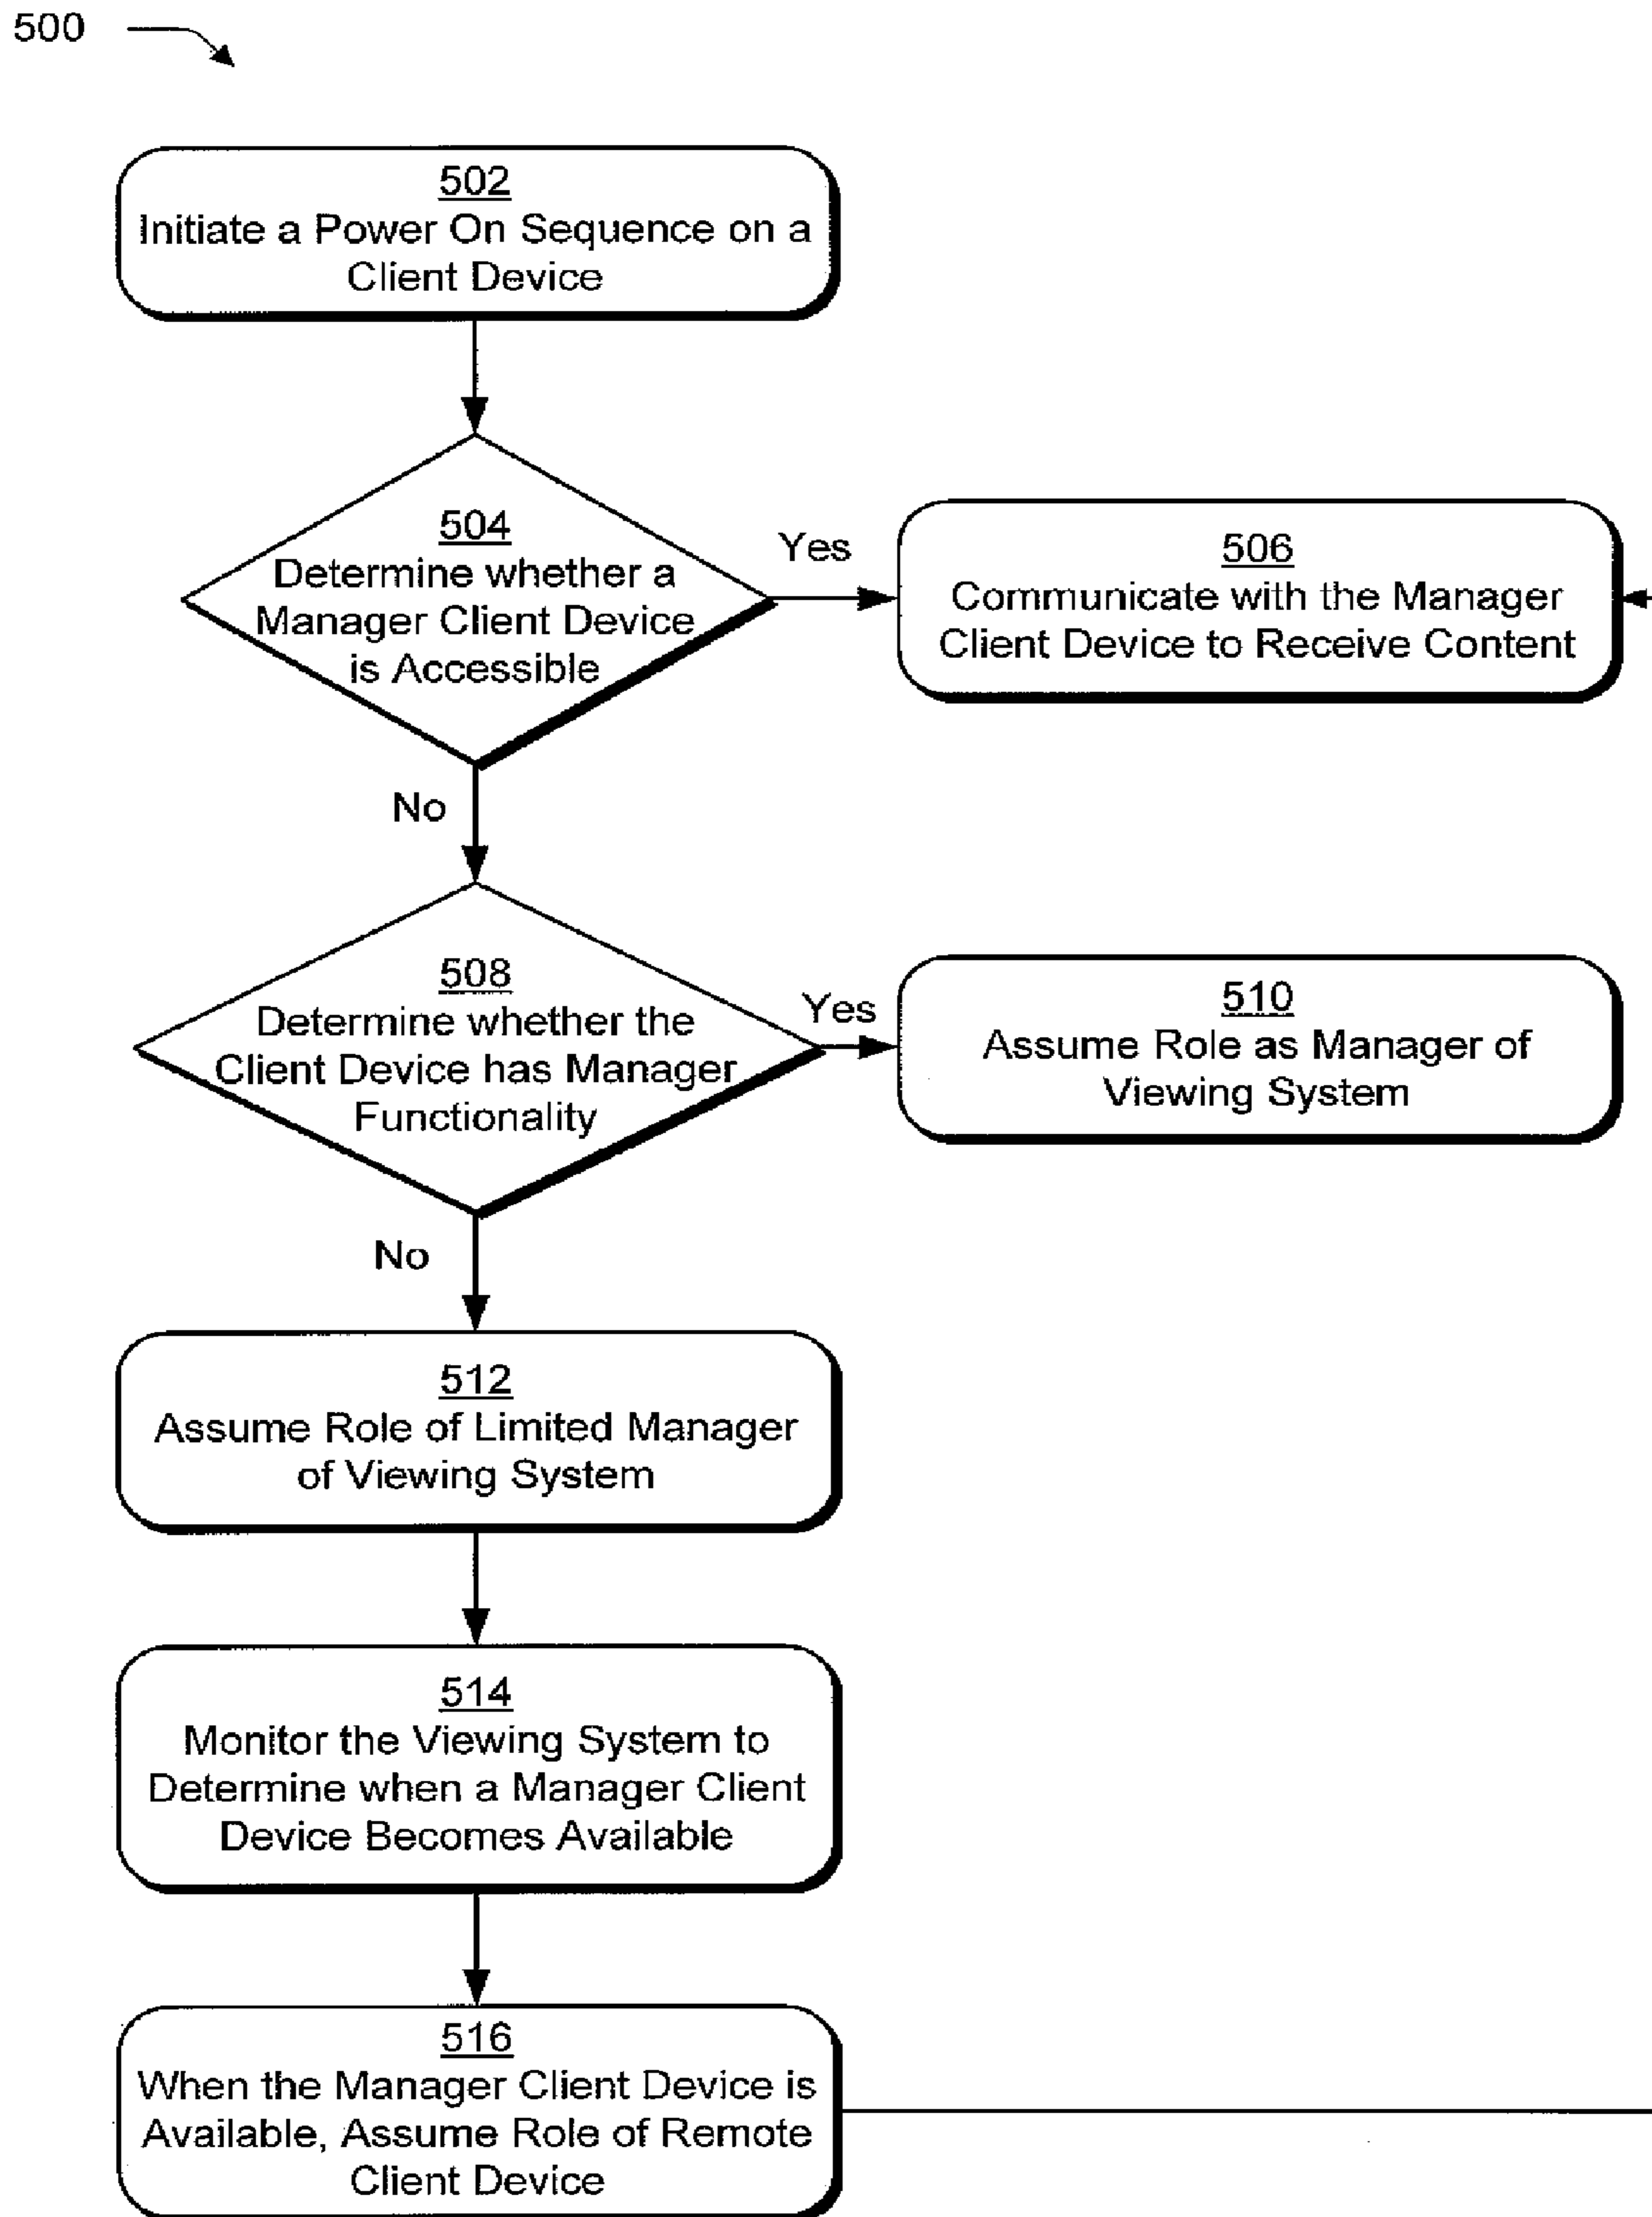 500
502
Initiate a Power On Sequence on a
Client Device
504
Determine whether a
Manager Client Device
is Accessible
Yes
506
Communicate with the Manager
Client Device to Receive Content
No
508
Determine whether the
Client Device has Manager
Functionality
Yes
510
Assume Role as Manager of
Viewing System
No
512
Assume Role of Limited Manager
of Viewing System
514
Monitor the Viewing System to
Determine when a Manager Client
Device Becomes Available
516
When the Manager Client Device is
Available, Assume Role of Remote
Client Device